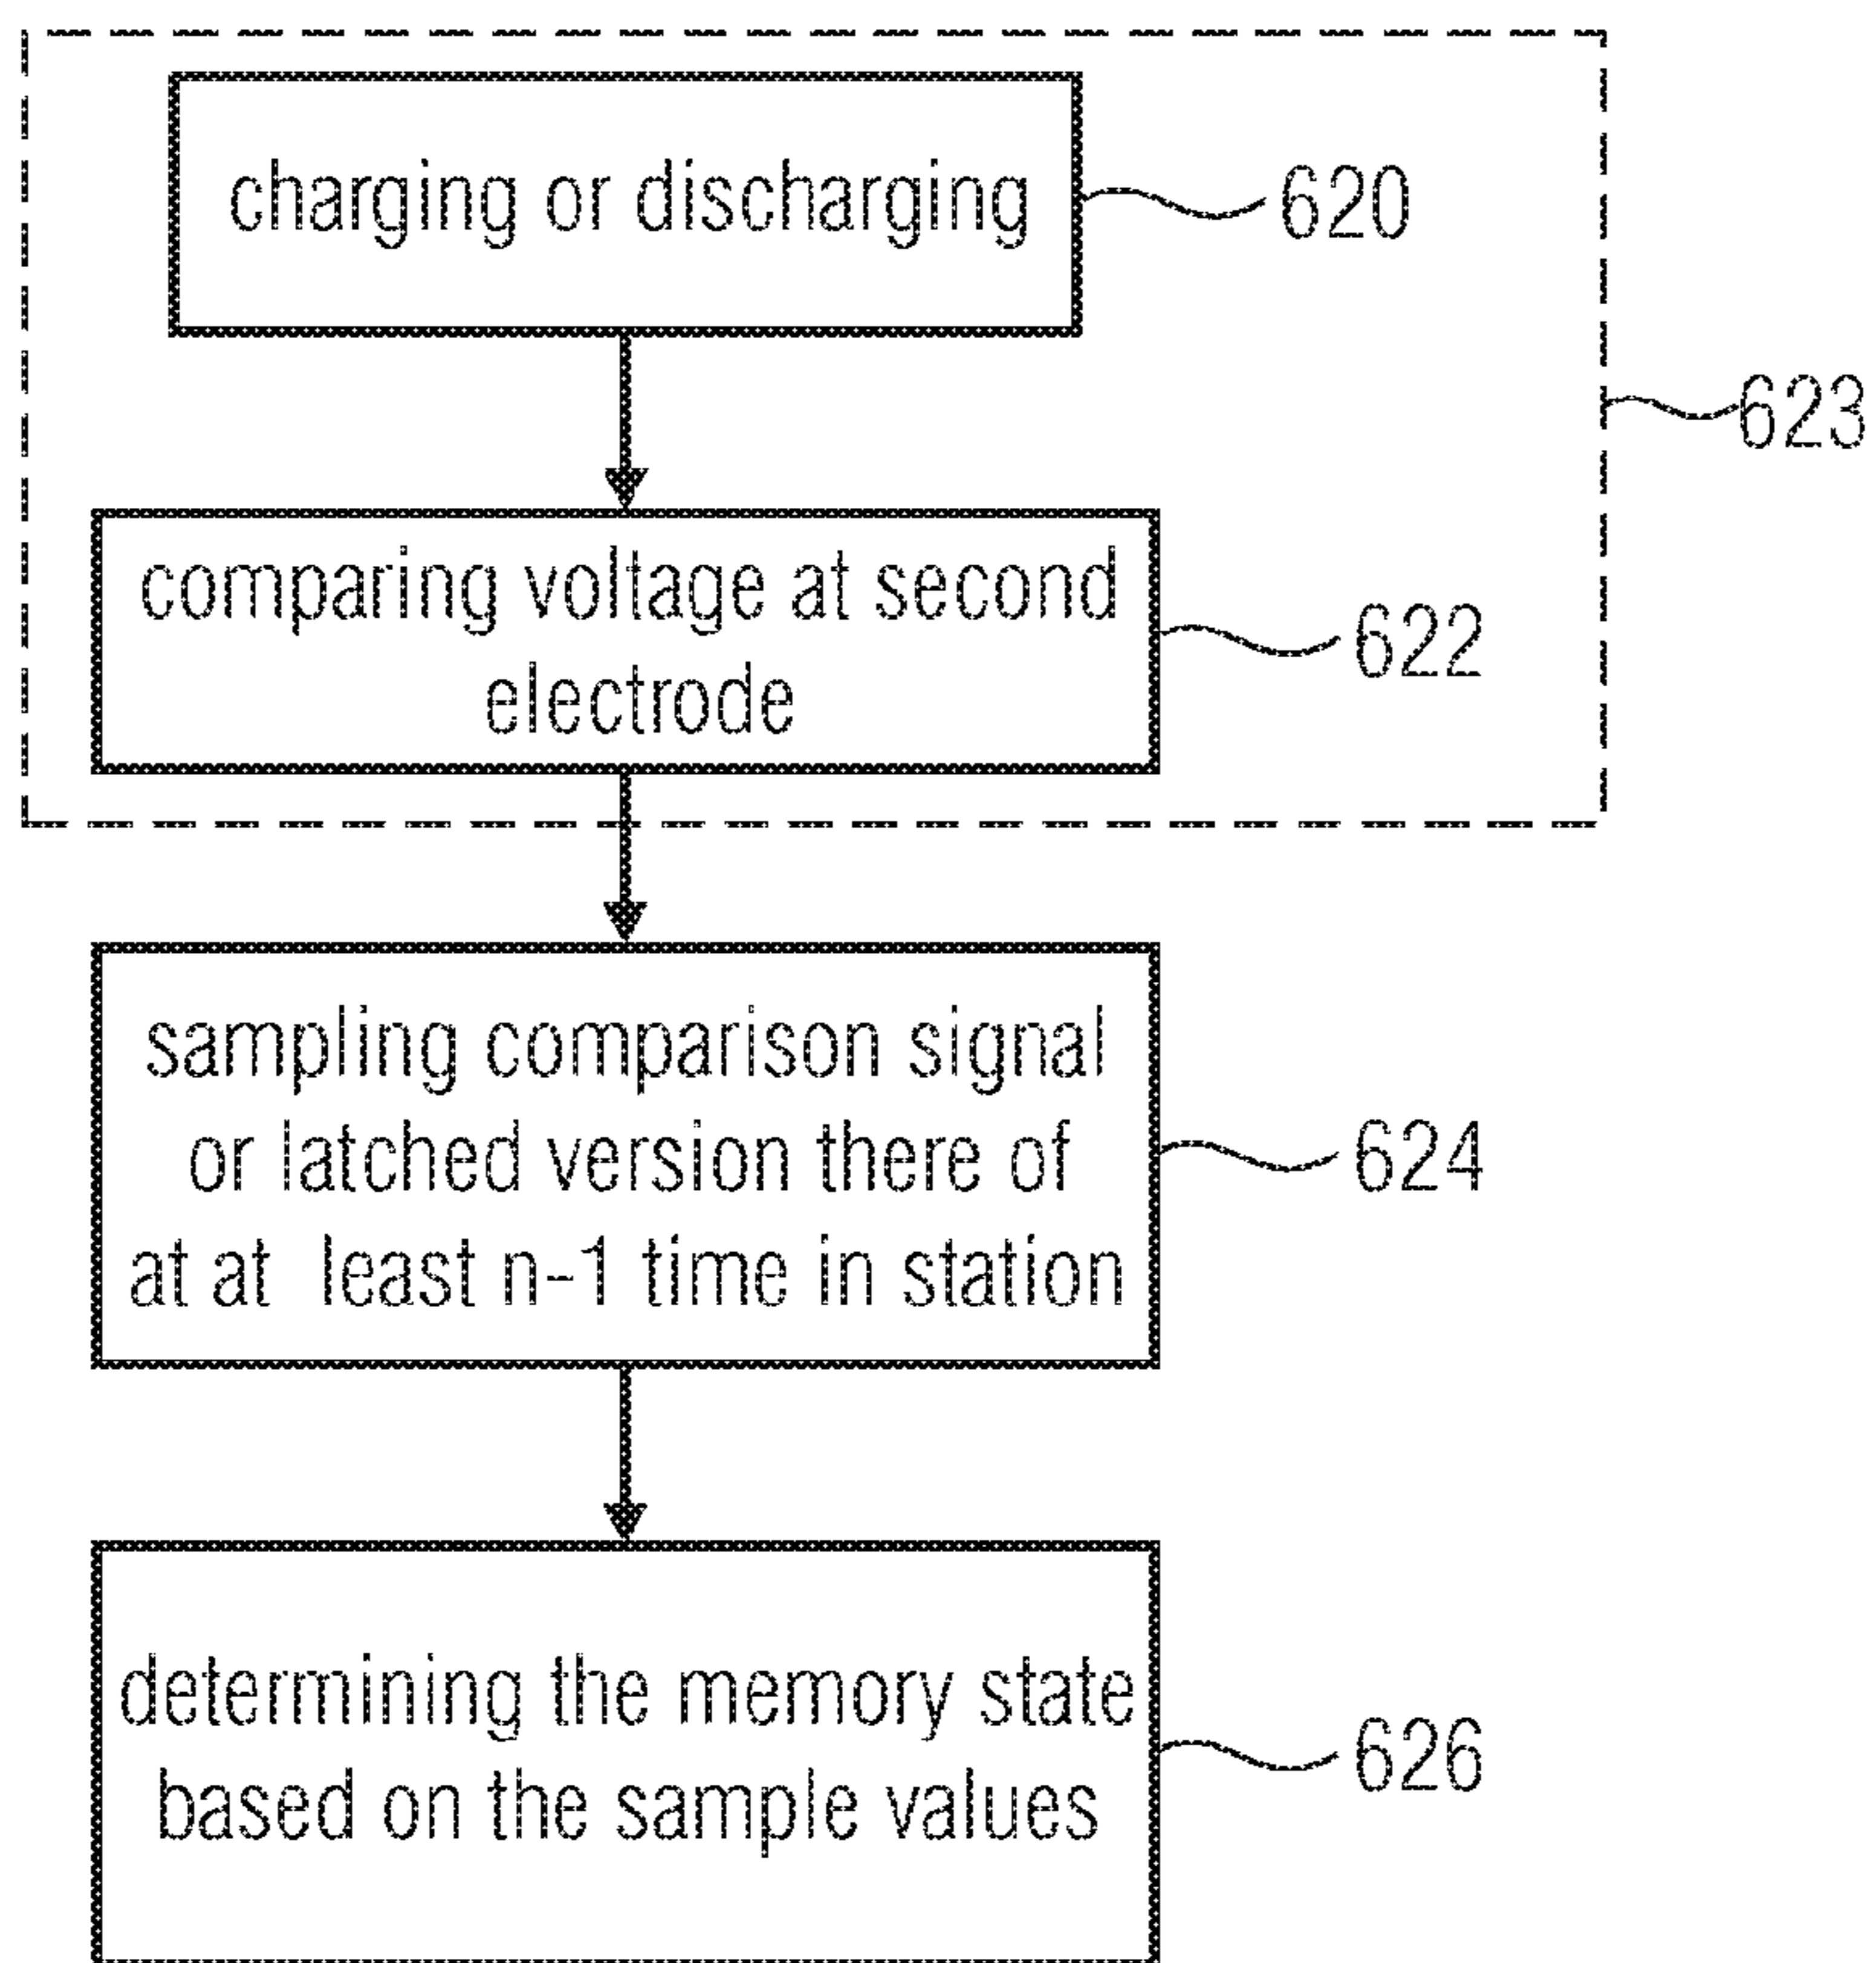 charging or discharging
620
623
comparing voltage at second
electrode
622
sampling comparison signal
or latched version there of
at at least n-1 time in station
624
determining the memory state
based on the sample values
626